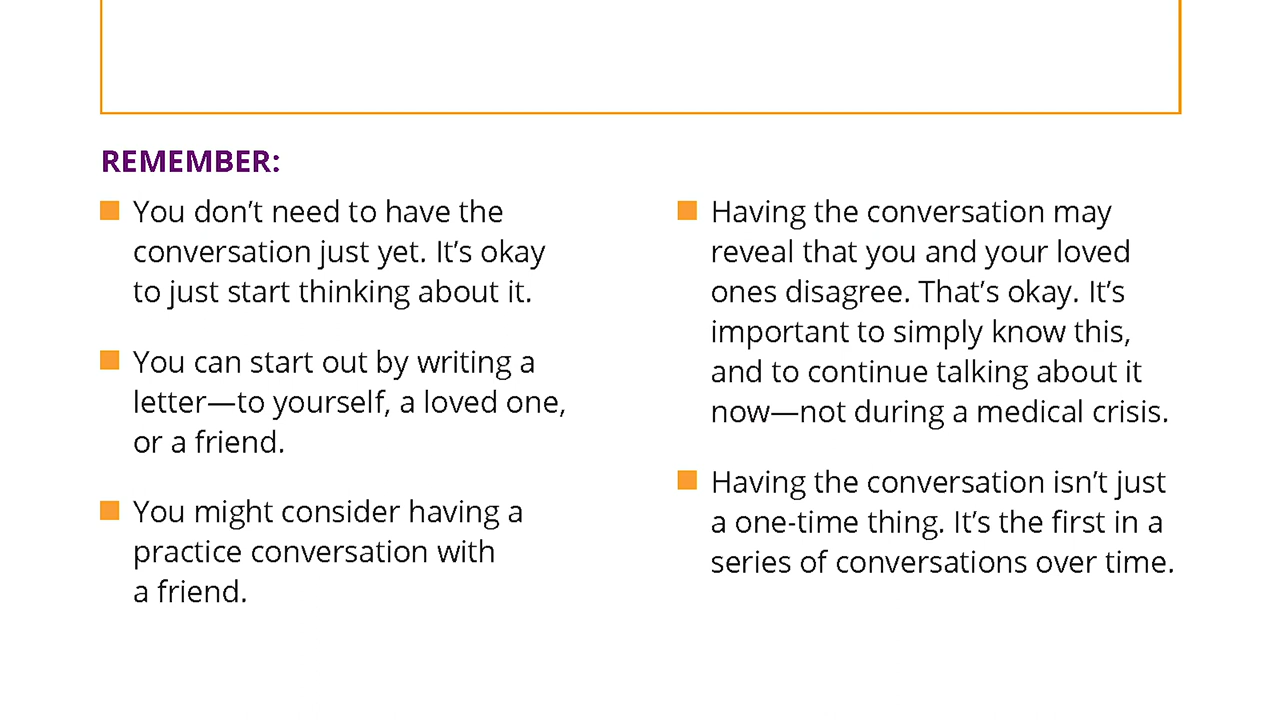 REMEMBER:
You don’t need to have the
conversation just yet. It’s okay
to just start thinking about it.
You can start out by writing a
letter—to yourself, a loved one,
or a friend.
You might consider having a
practice conversation with
a friend.
Having the conversation may
reveal that you and your loved
ones disagree. That’s okay. It’s
important to simply know this,
and to continue talking about it
now—not during a medical crisis.
Having the conversation isn’t just
a one-time thing. It’s the first in a
series of conversations over time.